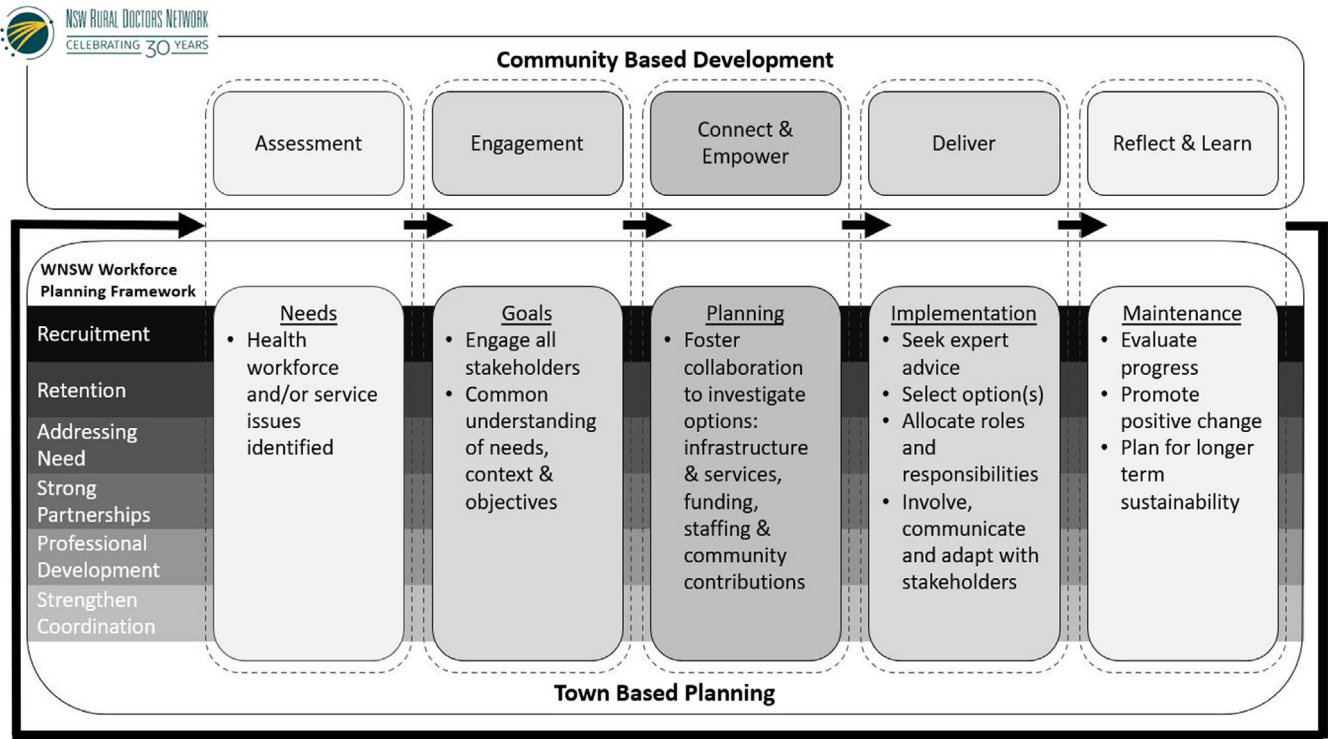 NSW RURAL DOCTORS NETWORK
CELEBRATING 30 YEARS
Community Based Development
Assessment
Engagement
Connect &
Empower
Deliver
Reflect & Learn
WNSW Workforce
Planning Framework
Recruitment
Retention
Addressing
Need
Strong
Partnerships
Professional
Development
Strengthen
Coordination
Needs
• Health
workforce
and/or service
issues
identified
Goals
• Engage all
stakeholders
• Common
understanding
of needs,
context &
objectives
Planning
• Foster
collaboration
to investigate
options:
infrastructure
& services,
funding,
staffing &
community
contributions
Implementation
• Seek expert
advice
• Select option(s)
• Allocate roles
and
responsibilities
• Involve,
communicate
and adapt with
stakeholders
Maintenance
• Evaluate
progress
• Promote
positive change
• Plan for longer
term
sustainability
Town Based Planning